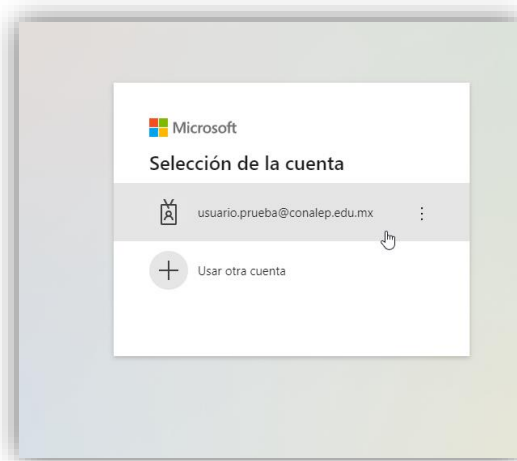 Microsoft
Selección de la cuenta
usuario.prueba@conalep.edu.mx
Usar otra cuenta